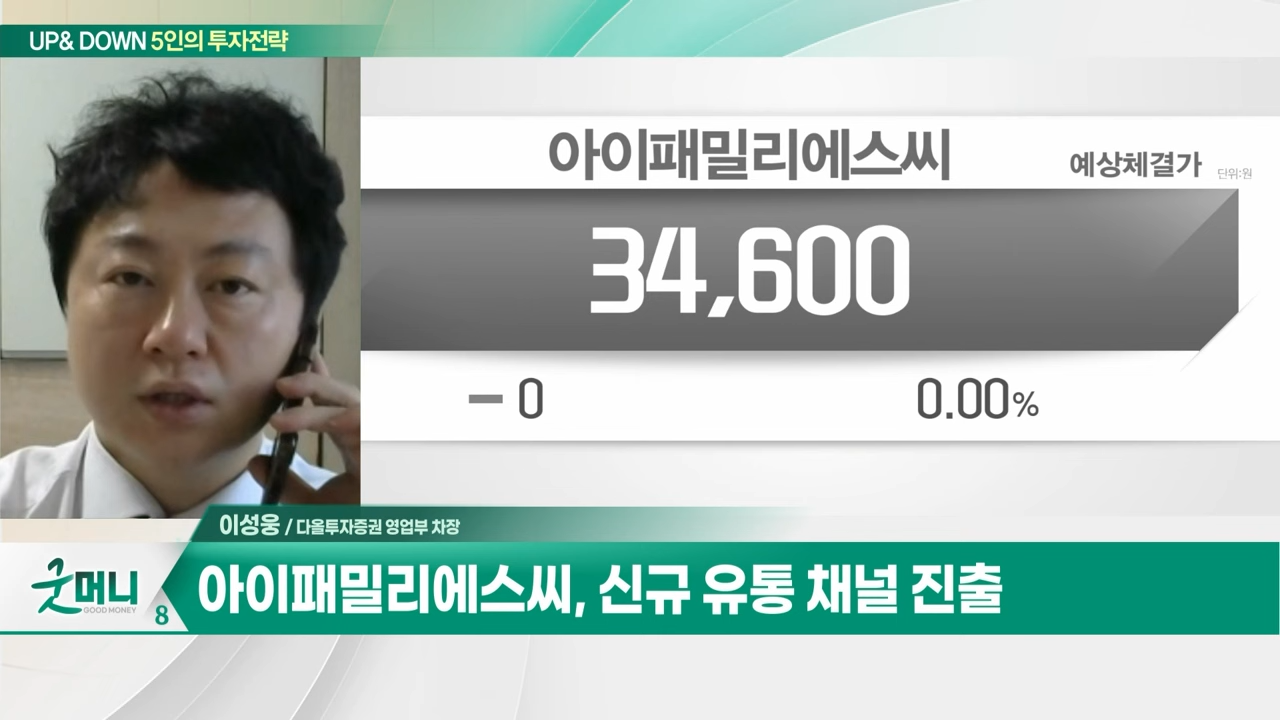 UP& DOWN 5인의 투자전략
아이패밀리에스씨
예상체결가
단위:원
34,600
0
0.00%
이성웅 / 다올투자증권 영업부 차장
굿머니
GOOD MONEY
8
아이패밀리에스씨, 신규 유통 채널 진출